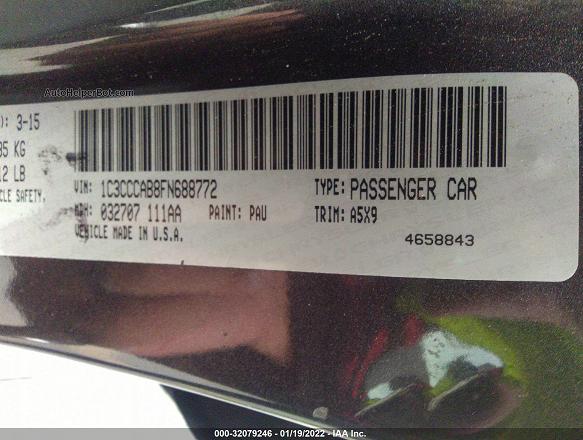 AutoHelperBot.com
): 3-15
35 KG
12 LB
CLE SAFETY.
VIN: 1C3CCCAB8FN688772 TYPE: PASSENGER CAR
MDH: 032707 111AA PAINT: PAU TRIM: A5X9
VEHICLE MADE IN U.S.A. 4658843
000-32079246 - 01/19/2022 - IAA Inc.